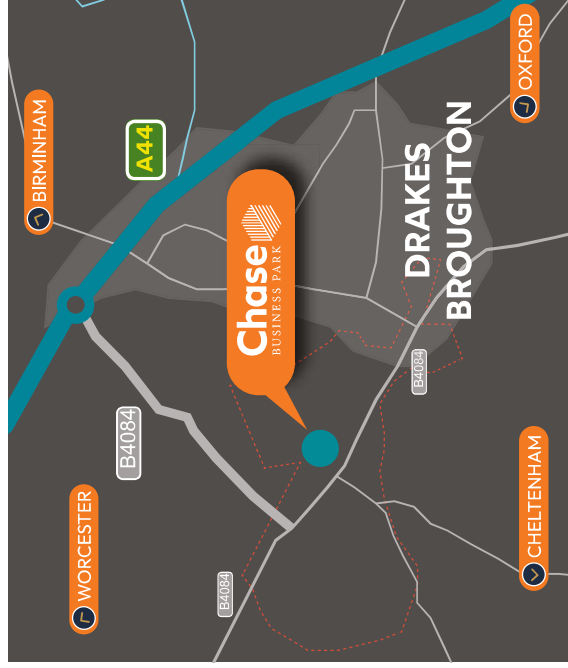 BIRMINHAM
A44
OXFORD
DRAKES
BROUGHTON
Chase
BUSINESS PARK
B4084
B4084
B4084
WORCESTER
CHELTENHAM